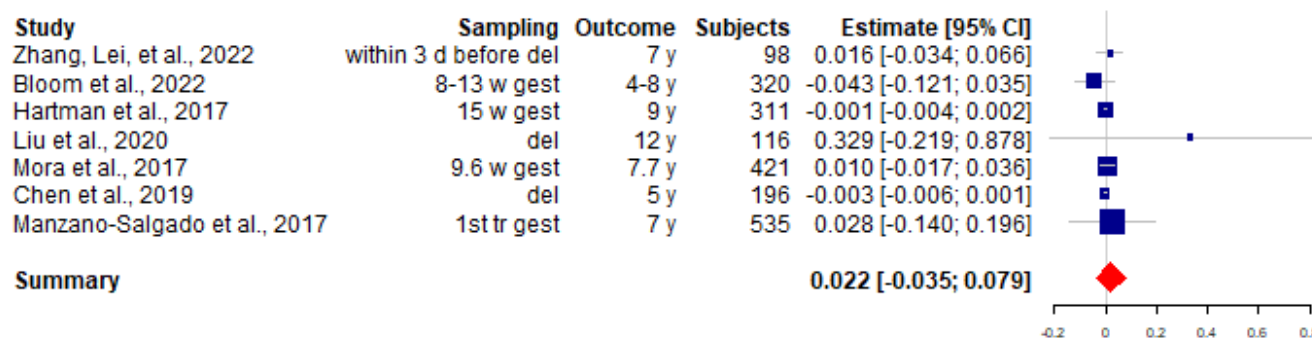 Study Sampling Outcome Subjects Estimate [95% CI]
Zhang, Lei, et al., 2022 within 3 d before del 7 y 98 0.016 [-0.034; 0.066]
Bloom et al., 2022 8-13 w gest 4-8 y 320 -0.043 [-0.121; 0.035]
Hartman et al., 2017 15 w gest 9 y 311 -0.001 [-0.004; 0.002]
Liu et al., 2020 del 12 y 116 0.329 [-0.219; 0.878]
Mora et al., 2017 9.6 w gest 7.7 y 421 0.010 [-0.017; 0.036]
Chen et al., 2019 del 5 y 196 -0.003 [-0.006; 0.001]
Manzano-Salgado et al., 2017 1st tr gest 7 y 535 0.028 [-0.140; 0.196]
Summary 0.022 [-0.035; 0.079]
-0.2 0 0.2 0.4 0.6